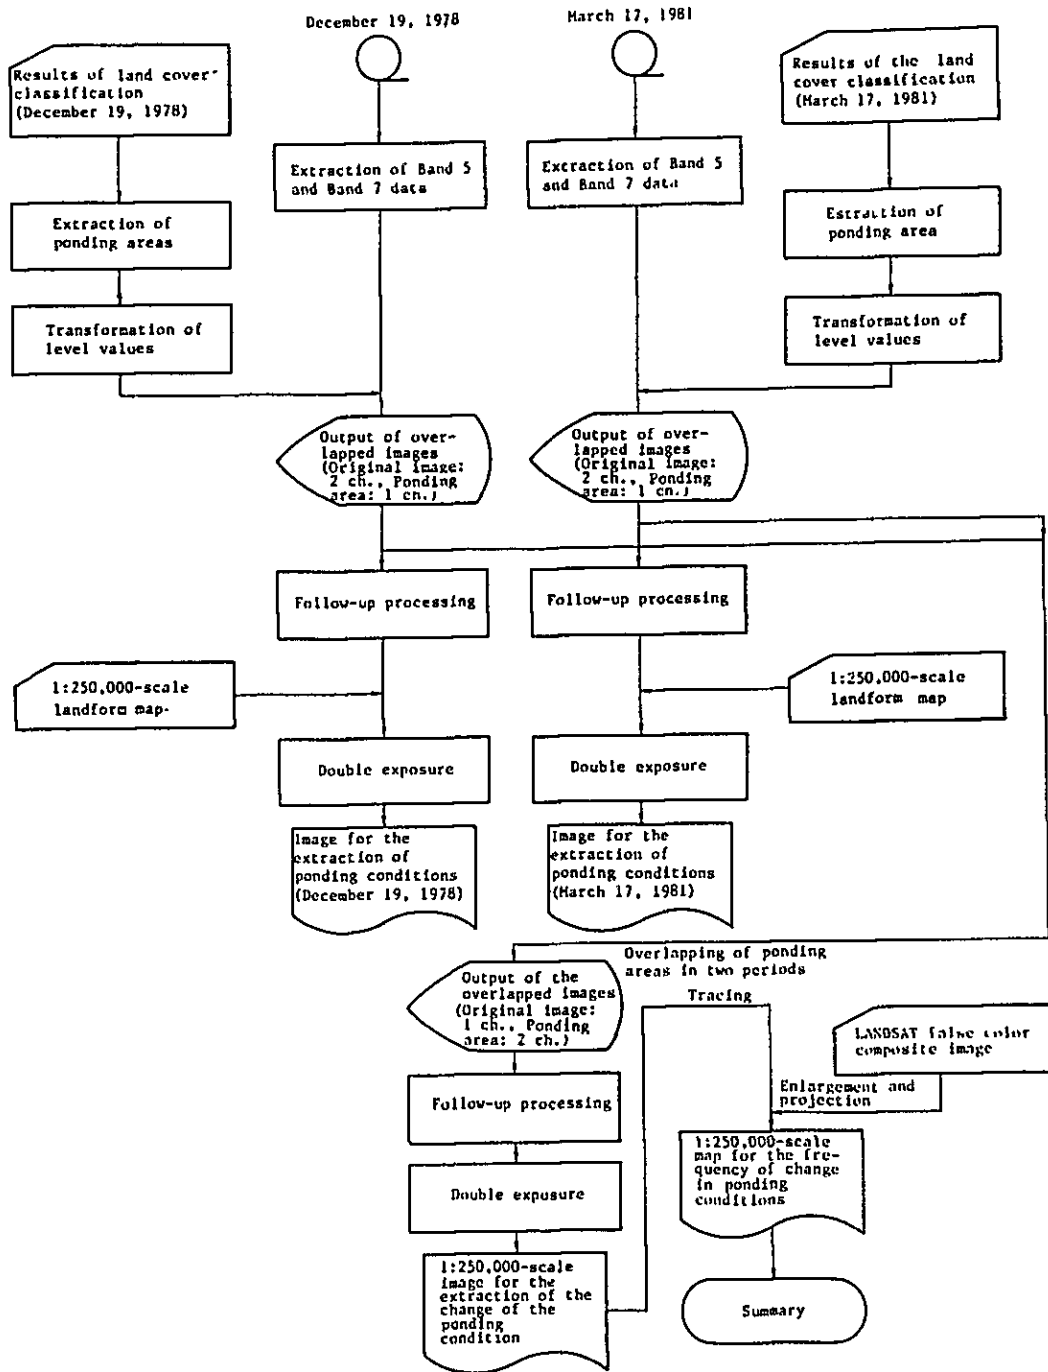 December 19, 1978
March 17, 1981
Results of land cover-
classification
(December 19, 1978)
Results of the land
cover classification
(March 17, 1981)
Extraction of Band 5
and Band 7 data
Extraction of Band 5
and Band 7 data
Extraction of
ponding areas
Estraction of
ponding area
Transformation of
level values
Transformation of
level values
Output of over-
lapped images
(Original image:
2 ch., Ponding
area: 1 ch.)
Output of over-
lapped images
(Original image:
2 ch., Ponding
area: 1 ch.)
Follow-up processing
Follow-up processing
1:250,000-scale
landform map-
1:250,000-scale
landform map
Double exposure
Double exposure
Image for the
extraction of
ponding conditions
(December 19, 1978)
Image for the
extraction of
ponding conditions
(March 17, 1981)
Overlapping of ponding
areas in two periods
Output of the
overlapped images
(Original image:
1 ch., Ponding
area: 2 ch.)
Tracing
LANDSAT false color
composite image
Enlargement and
projection
Follow-up processing
1:250,000-scale
map for the fre-
quency of change
in ponding
conditions
Double exposure
1:250,000-scale
image for the
extraction of the
change of the
ponding
condition
Summary